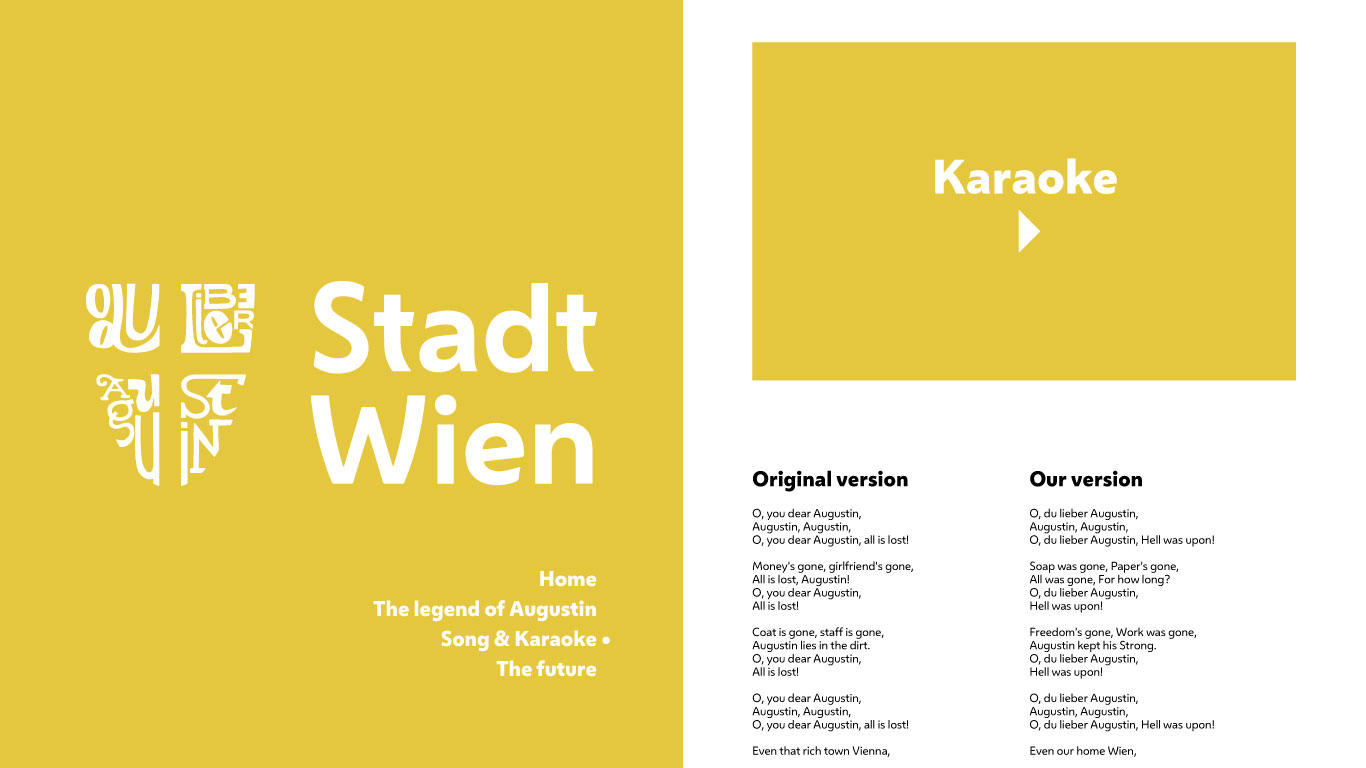 O du
lieber
Augu
stin
Stadt
Wien
Home
The legend of Augustin
Song & Karaoke •
The future
Karaoke
Original version
O, you dear Augustin,
Augustin, Augustin,
O, you dear Augustin, all is lost!
Money's gone, girlfriend's gone,
All is lost, Augustin!
O, you dear Augustin,
All is lost!
Coat is gone, staff is gone,
Augustin lies in the dirt.
O, you dear Augustin,
All is lost!
O, you dear Augustin,
Augustin, Augustin,
O, you dear Augustin, all is lost!
Even that rich town Vienna,
Our version
O, du lieber Augustin,
Augustin, Augustin,
O, du lieber Augustin, Hell was upon!
Soap was gone, Paper's gone,
All was gone, For how long?
O, du lieber Augustin,
Hell was upon!
Freedom's gone, Work was gone,
Augustin kept his Strong.
O, du lieber Augustin,
Hell was upon!
O, du lieber Augustin,
Augustin, Augustin,
O, du lieber Augustin, Hell was upon!
Even our home Wien,